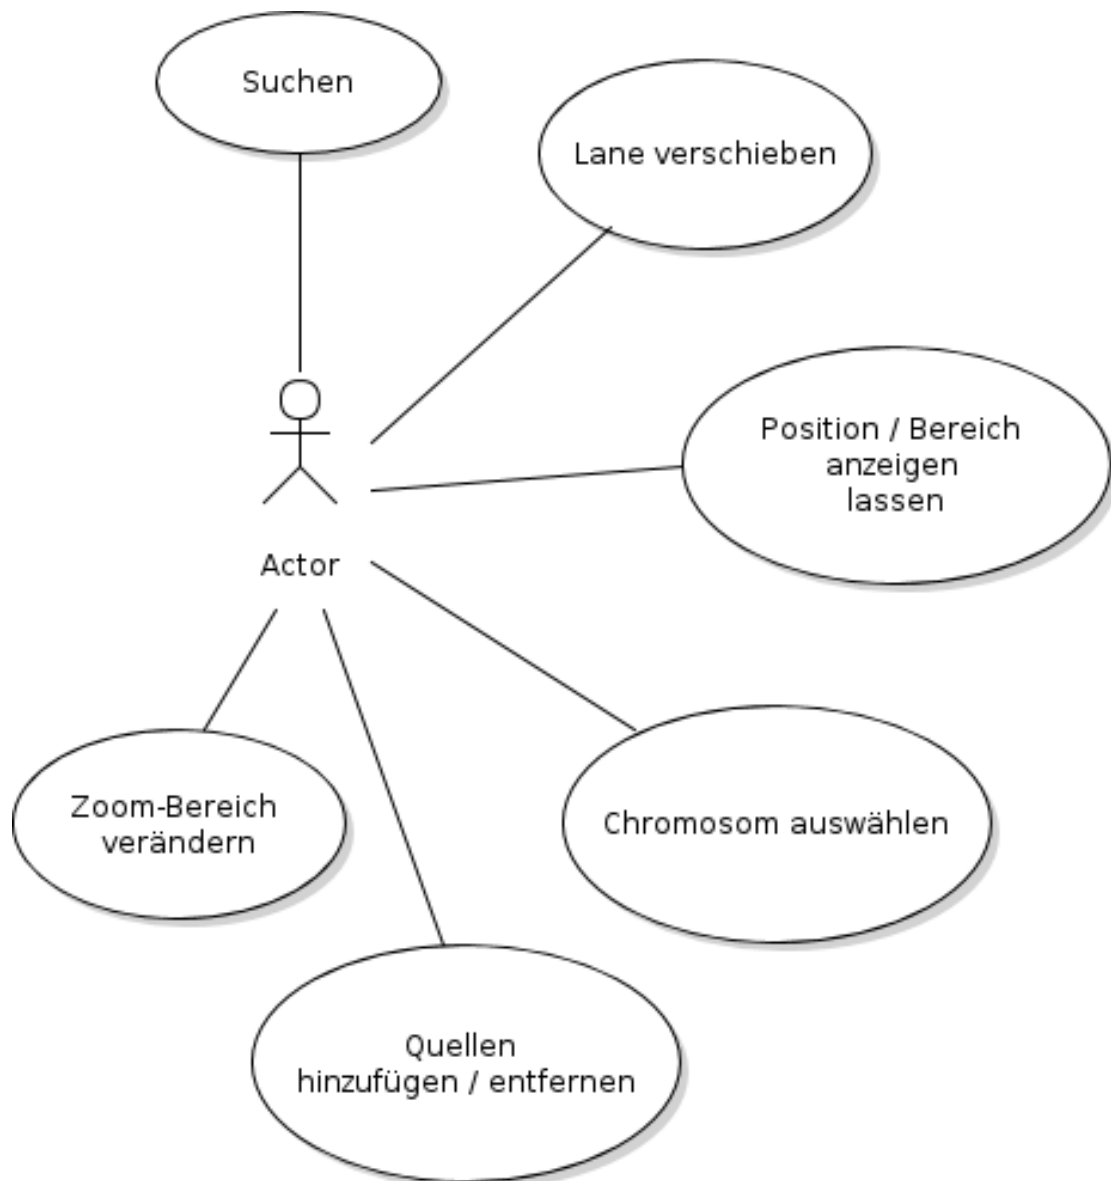 Suchen
Lane verschieben
Position / Bereich
anzeigen
lassen
Actor
Zoom-Bereich
verändern
Chromosom auswählen
Quellen
hinzufügen / entfernen